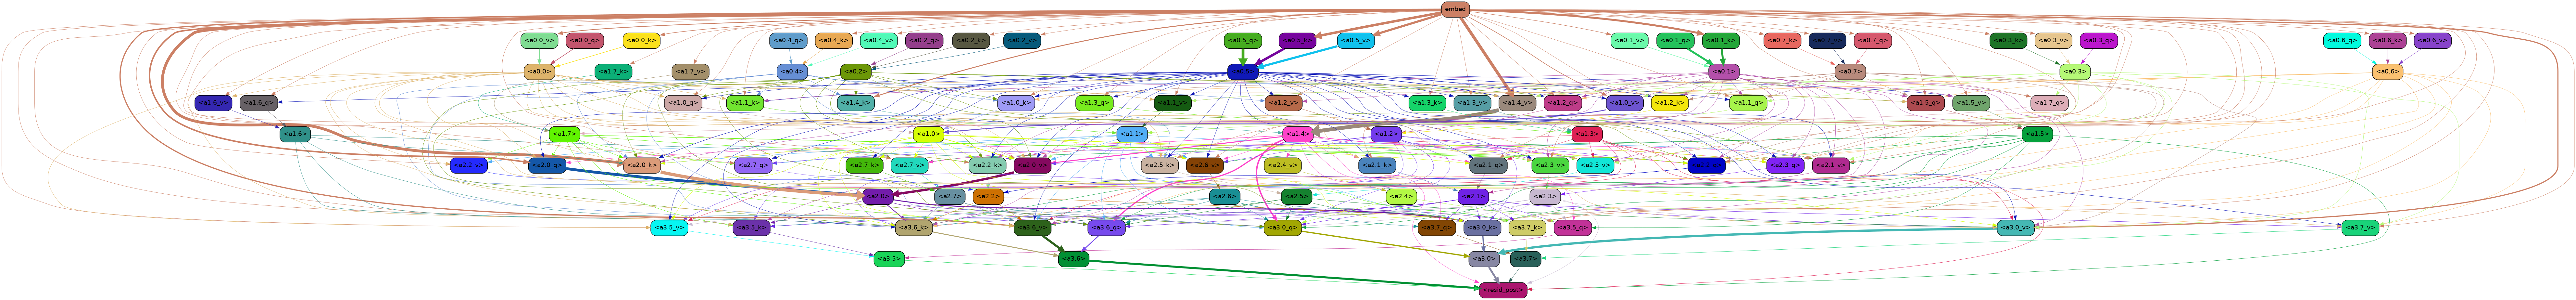 embed
<a0.0_v> <a0.0_q> <a0.0_k> <a0.4_q> <a0.4_k> <a0.4_v> <a0.2_q> <a0.2_k> <a0.2_v> <a0.5_q> <a0.5_k> <a0.5_v> <a0.1_v> <a0.1_q> <a0.1_k> <a0.7_k> <a0.7_v> <a0.7_q> <a0.3_k> <a0.3_v> <a0.3_q> <a0.6_q> <a0.6_k> <a0.6_v>
<a0.0> <a1.7_k> <a1.7_v> <a0.4> <a0.2> <a0.5> <a0.1> <a0.7> <a0.3> <a0.6>
<a1.6_v> <a1.6_q> <a1.0_q> <a1.1_k> <a1.4_k> <a1.0_k> <a1.3_q> <a1.5_k> <a1.2_v> <a1.3_k> <a1.3_v> <a1.4_v> <a1.2_q> <a1.0_v> <a1.2_k> <a1.1_q> <a1.5_q> <a1.5_v> <a1.7_q>
<a1.6> <a1.7> <a1.0> <a1.1> <a1.4> <a1.2> <a1.3> <a1.5>
<a2.2_v> <a2.0_q> <a2.0_k> <a2.7_q> <a2.7_k> <a2.7_v> <a2.2_k> <a2.0_v> <a2.5_k> <a2.6_v> <a2.4_v> <a2.1_k> <a2.1_q> <a2.3_v> <a2.5_v> <a2.3_q> <a2.1_v>
<a2.0> <a2.7> <a2.2> <a2.6> <a2.5> <a2.4> <a2.1> <a2.3>
<a3.5_v> <a3.5_k> <a3.6_k> <a3.6_v> <a3.6_q> <a3.0_q> <a3.7_q> <a3.0_k> <a3.7_k> <a3.5_q> <a3.0_v> <a3.7_v>
<a3.5> <a3.6> <a3.0> <a3.7>
<resid_post>